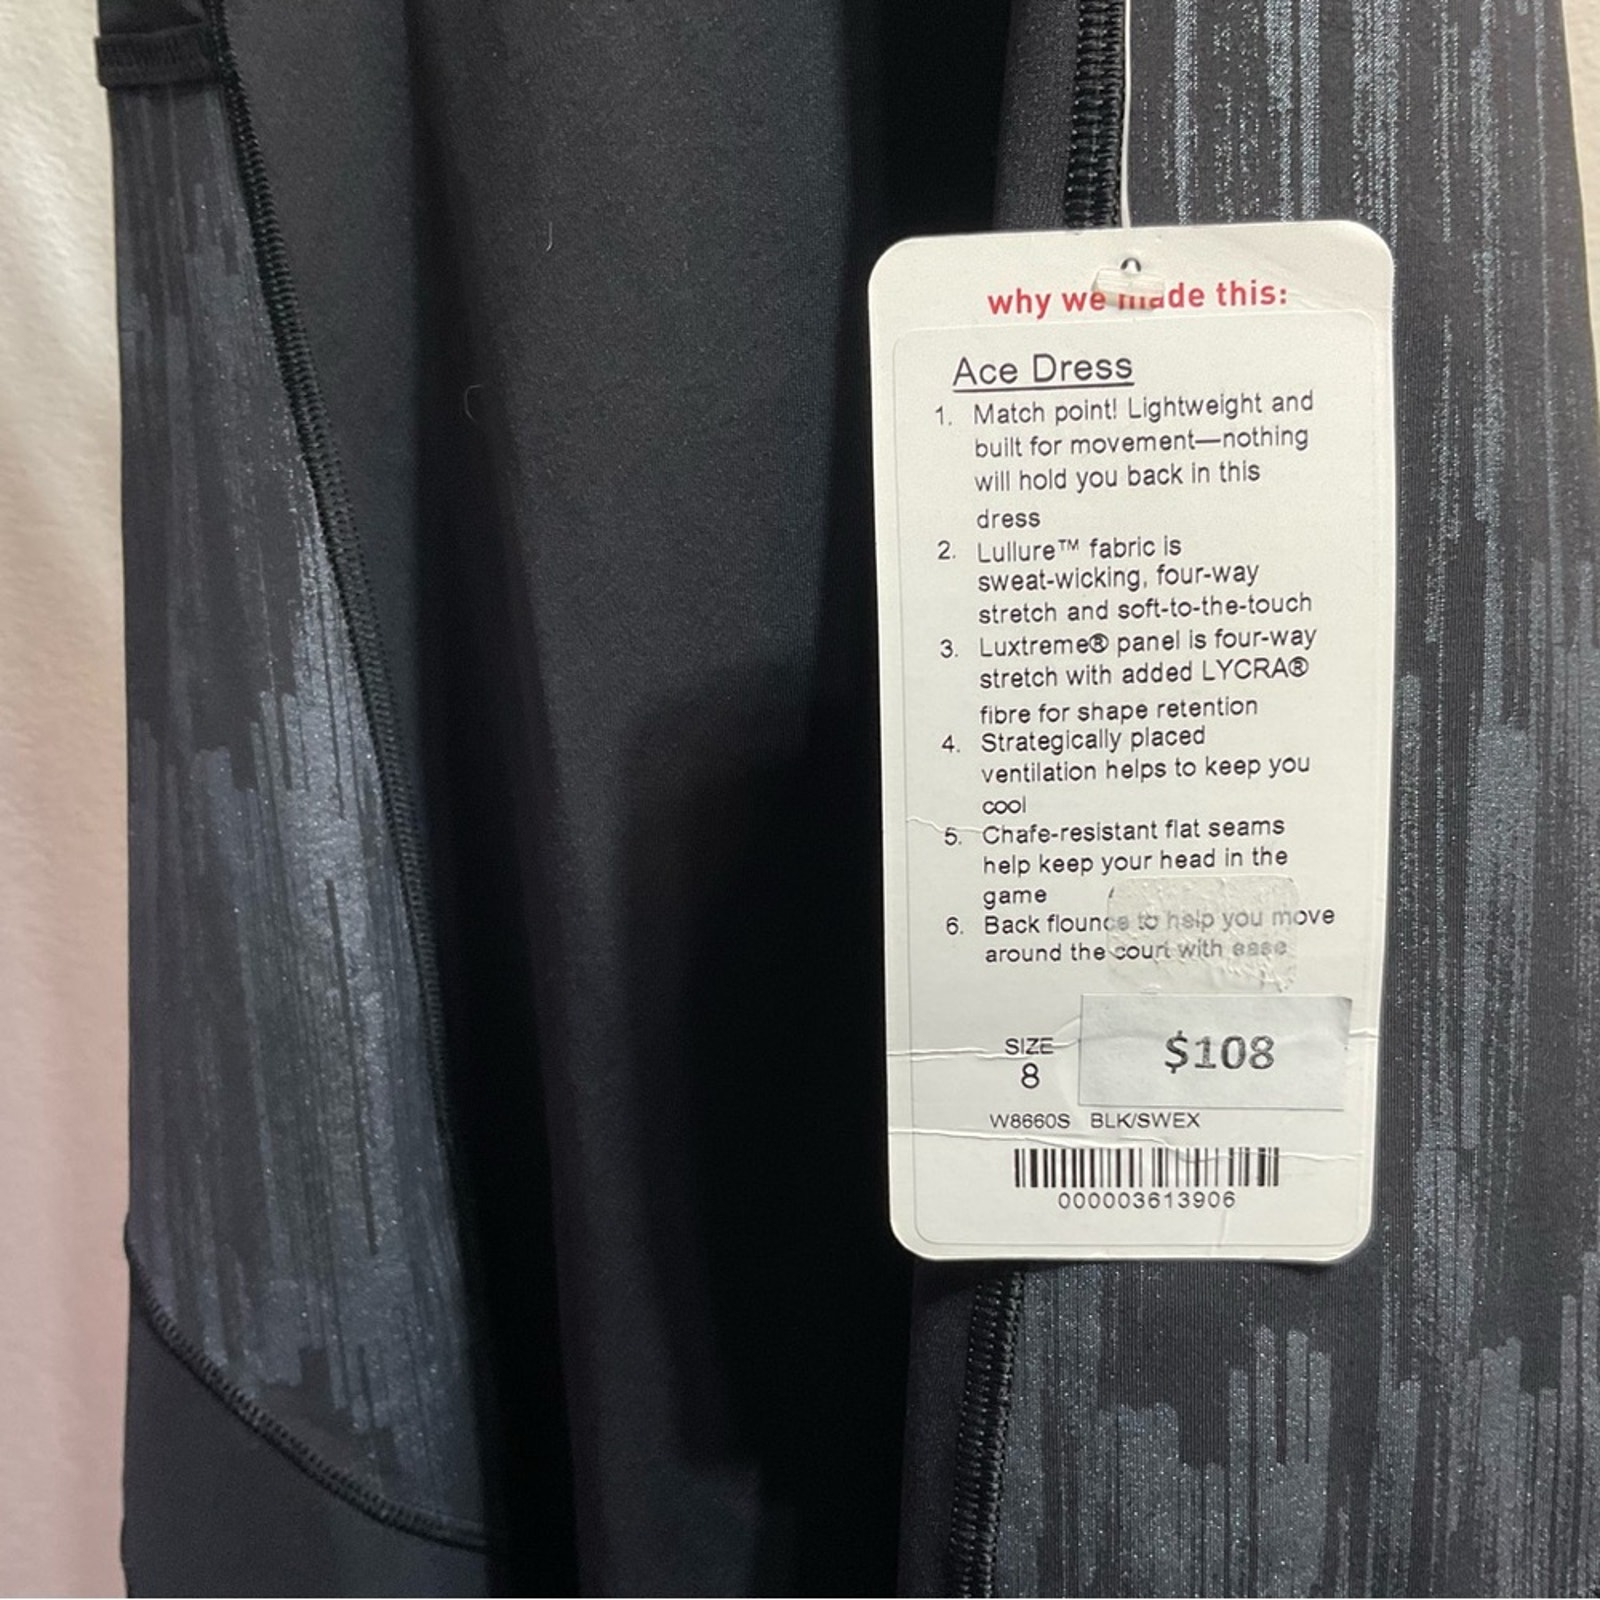 why we made this:
Ace Dress
1. Match point! Lightweight and
built for movement—nothing
will hold you back in this
dress
2. Lullure™ fabric is
sweat-wicking, four-way
stretch and soft-to-the-touch
3. Luxtreme® panel is four-way
stretch with added LYCRA®
fibre for shape retention
4. Strategically placed
ventilation helps to keep you
cool
5. Chafe-resistant flat seams
help keep your head in the
game
6. Back flounce to help you move
around the court with ease
SIZE
8
$108
W8660S BLK/SWEX
000003613906